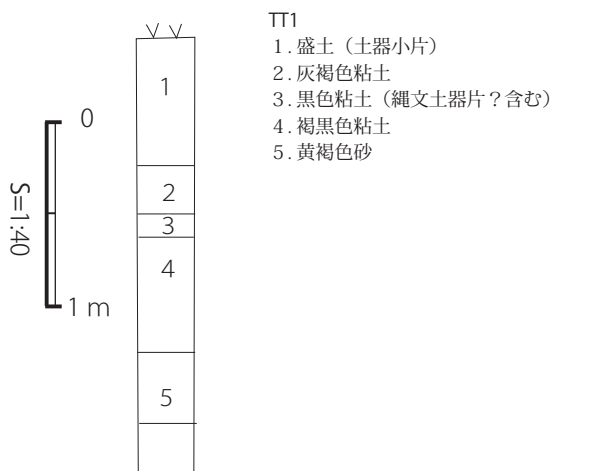 TT1
1．盛土（土器小片）
2．灰褐色粘土
3．黒色粘土（縄文土器片？含む）
4．褐黒色粘土
5．黄褐色砂
1
2
3
4
5
0
1 m
S=1:40